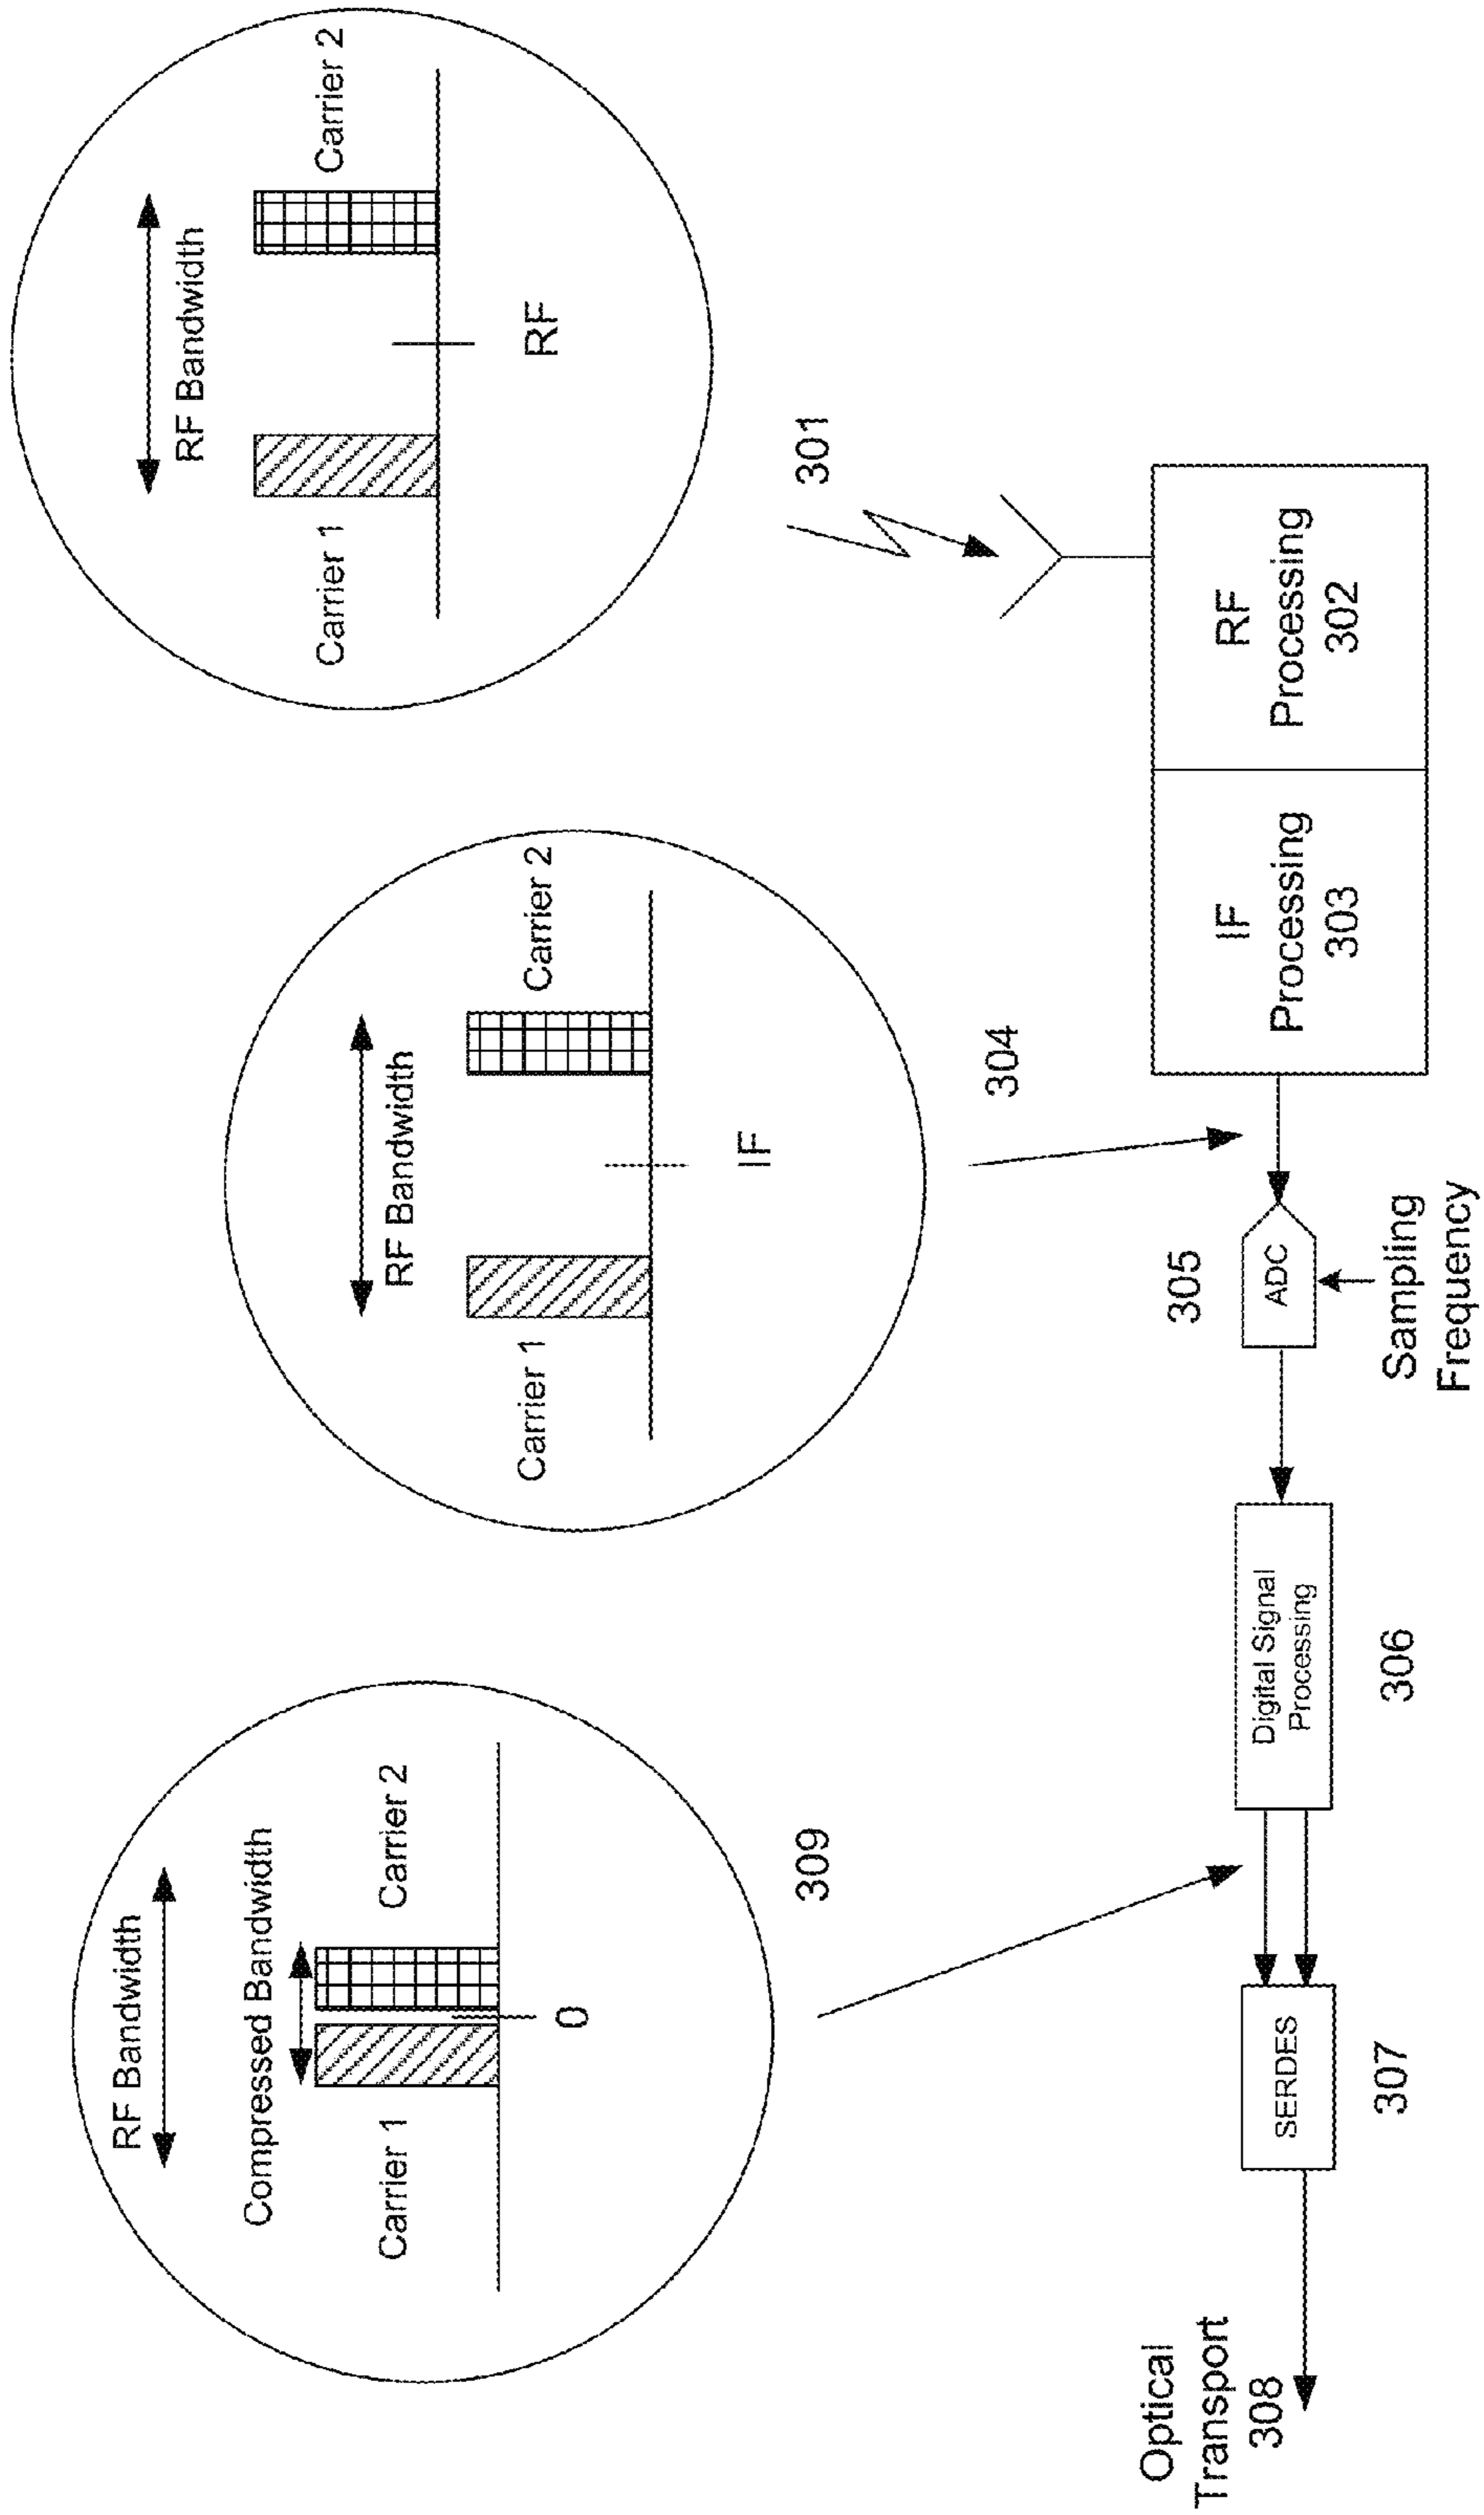 RF Bandwidth
Compressed Bandwidth
Carrier 1
Carrier 2
0
309
RF Bandwidth
Carrier 1
Carrier 2
IF
304
RF Bandwidth
Carrier 1
Carrier 2
RF
301
Optical
Transport
308
SERDES
307
Digital Signal
Processing
306
305
ADC
Sampling
Frequency
IF
Processing
303
RF
Processing
302